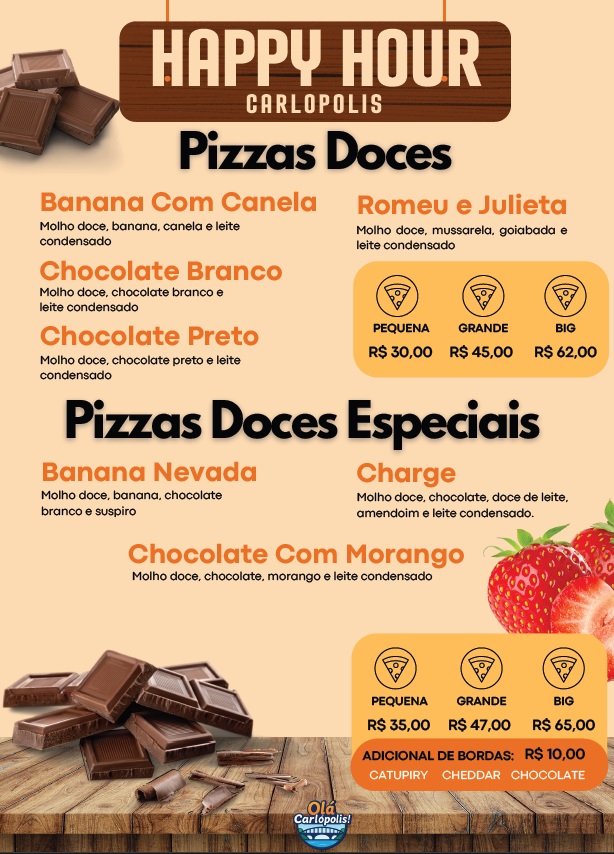 HAPPY HOUR
CARLOPOLIS
Pizzas Doces
Banana Com Canela
Molho doce, banana, canela e leite
condensado
Chocolate Branco
Molho doce, chocolate branco e
leite condensado
Chocolate Preto
Molho doce, chocolate preto e leite
condensado
Romeu e Julieta
Molho doce, mussarela, goiabada e
leite condensado
PEQUENA GRANDE BIG
R$ 30,00 R$ 45,00 R$ 62,00
Pizzas Doces Especiais
Banana Nevada
Molho doce, banana, chocolate
branco e suspiro
Charge
Molho doce, chocolate, doce de leite,
amendoim e leite condensado.
Chocolate Com Morango
Molho doce, chocolate, morango e leite condensado
PEQUENA GRANDE BIG
R$ 35,00 R$ 47,00 R$ 65,00
ADICIONAL DE BORDAS: R$ 10,00
CATUPIRY CHEDDAR CHOCOLATE
Olá
Carlópolis!